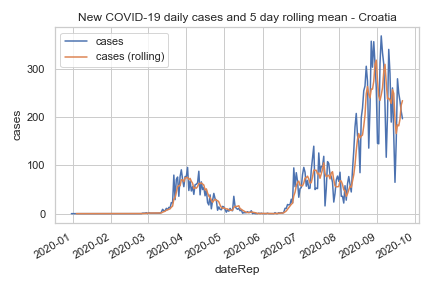 New COVID-19 daily cases and 5 day rolling mean - Croatia
cases
cases (rolling)
300
200
100
0
cases
2020-01
2020-02
2020-03
2020-04
2020-05
2020-06
2020-07
2020-08
2020-09
2020-10
dateRep